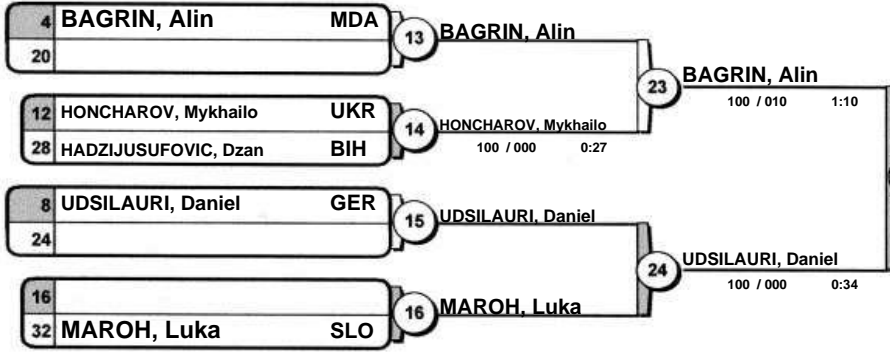 4 BAGRIN, Alin MDA
20
13 BAGRIN, Alin
12 HONCHAROV, Mykhailo UKR
28 HADZIJUSUFOVIC, Dzan BIH
14 HONCHAROV, Mykhailo
100 / 000 0:27
23 BAGRIN, Alin
100 / 010 1:10
8 UDSILAURI, Daniel GER
24
15 UDSILAURI, Daniel
16
32 MAROH, Luka SLO
16 MAROH, Luka
24 UDSILAURI, Daniel
100 / 000 0:34